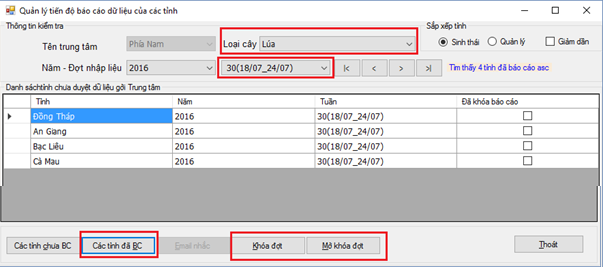 Quản lý tiến độ báo cáo dữ liệu của các tỉnh
Thông tin kiểm tra
Sắp xếp tỉnh
Tên trung tâm Phía Nam Loại cây Lúa
Sinh thái Quản lý Giảm dần
Năm - Đợt nhập liệu 2016 30(18/07_24/07) |< < > >| Tìm thấy 4 tỉnh đã báo cáo asc
Danh sáchtỉnh chưa duyệt dữ liệu gởi Trung tâm
Tỉnh Năm Tuần Đã khóa báo cáo
Đồng Tháp 2016 30(18/07_24/07)
An Giang 2016 30(18/07_24/07)
Bạc Liêu 2016 30(18/07_24/07)
Cà Mau 2016 30(18/07_24/07)
Các tỉnh chưa BC Các tỉnh đã BC Email nhắc Khóa đợt Mở khóa đợt Thoát